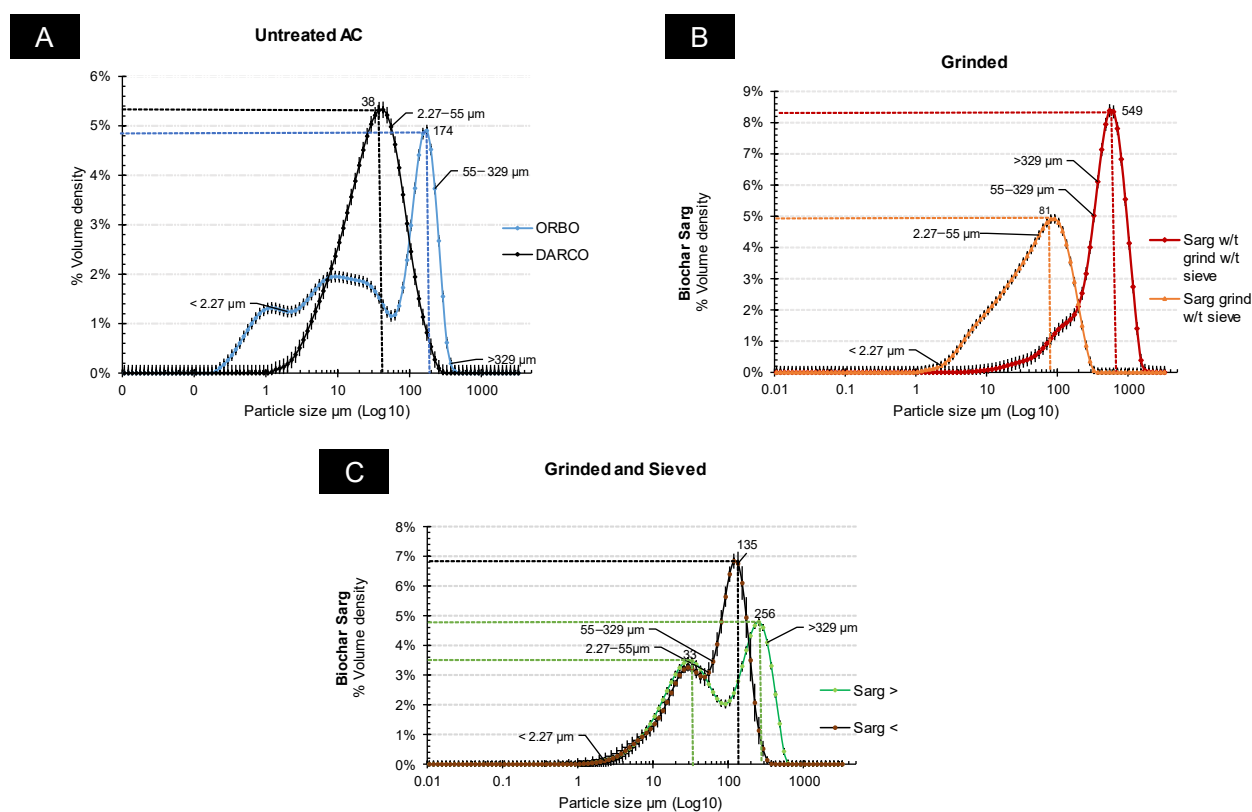 A
Untreated AC
% Volume density
6%
5%
4%
3%
2%
1%
0%
38
2.27–55 µm
174
55–329 µm
< 2.27 µm
>329 µm
ORBO
DARCO
0 0 1 10 100 1000
Particle size µm (Log10)
B
Grinded
Biochar Sarg
% Volume density
9%
8%
7%
6%
5%
4%
3%
2%
1%
0%
549
>329 µm
55–329 µm
81
2.27–55 µm
< 2.27 µm
Sarg w/t
grind w/t
sieve
Sarg grind
w/t sieve
0.01 0.1 1 10 100 1000
Particle size µm (Log10)
C
Grinded and Sieved
Biochar Sarg
% Volume density
8%
7%
6%
5%
4%
3%
2%
1%
0%
135
256
55–329 µm
>329 µm
2.27–55µm
33
< 2.27 µm
Sarg >
Sarg <
0.01 0.1 1 10 100 1000
Particle size µm (Log10)